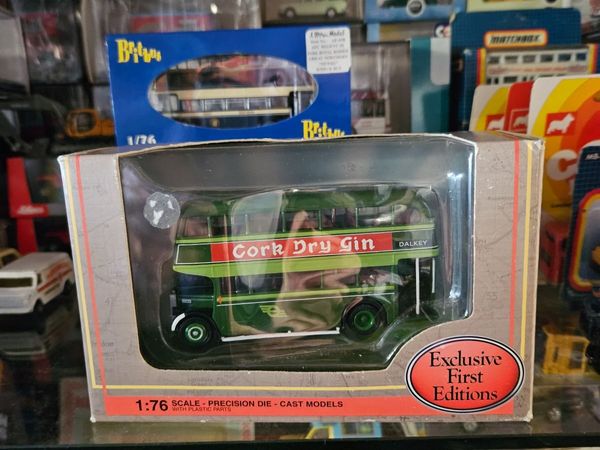 Britbus
MATCHBOX
1/76
Britbus
Cork Dry Gin
DALKEY
Exclusive
First
Editions
1:76 SCALE - PRECISION DIE - CAST MODELS
WITH PLASTIC PARTS